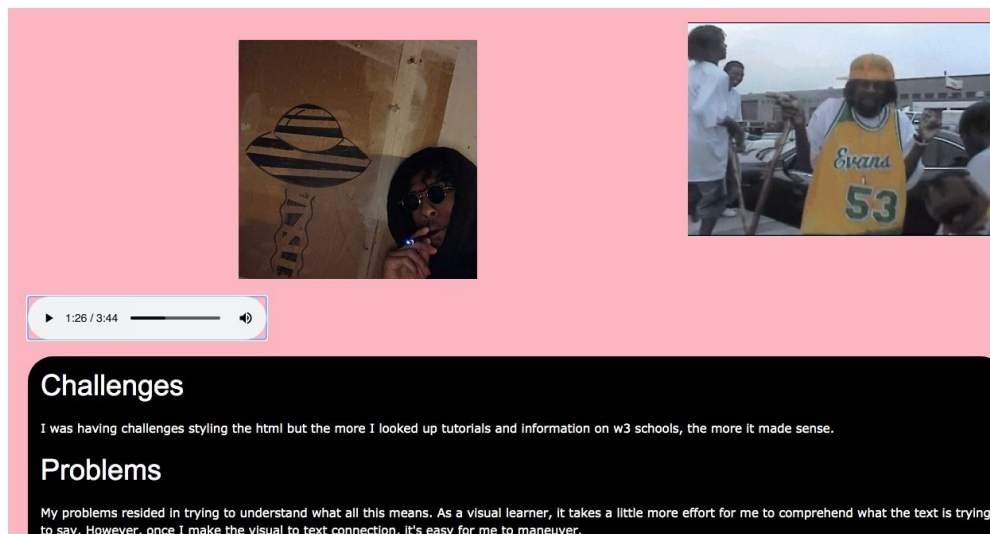 Evans
53
1:26 / 3:44
Challenges
I was having challenges styling the html but the more I looked up tutorials and information on w3 schools, the more it made sense.
Problems
My problems resided in trying to understand what all this means. As a visual learner, it takes a little more effort for me to comprehend what the text is trying
to say. However, once I make the visual to text connection, it's easy for me to maneuver.